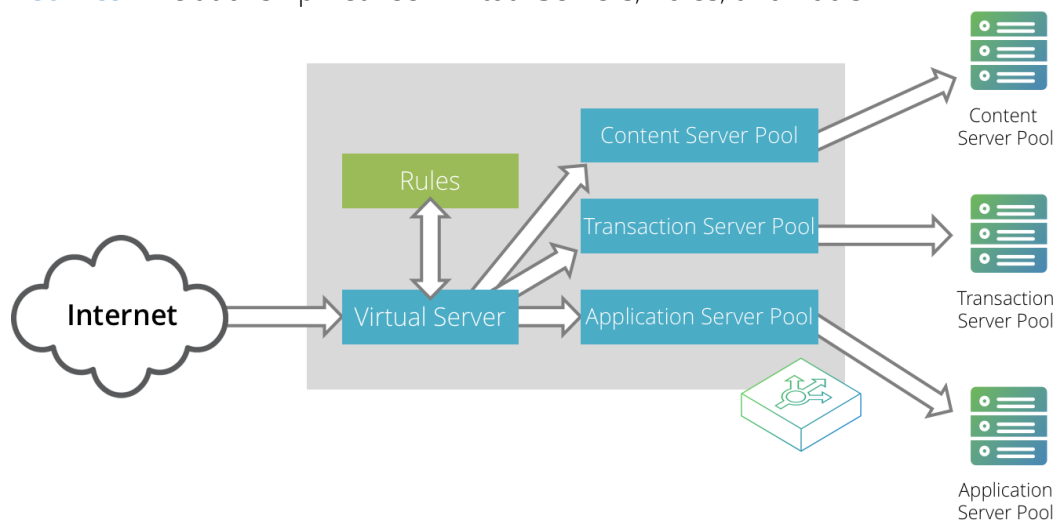 Content Server Pool
Rules
Transaction Server Pool
Internet
Virtual Server
Application Server Pool
Content
Server Pool
Transaction
Server Pool
Application
Server Pool